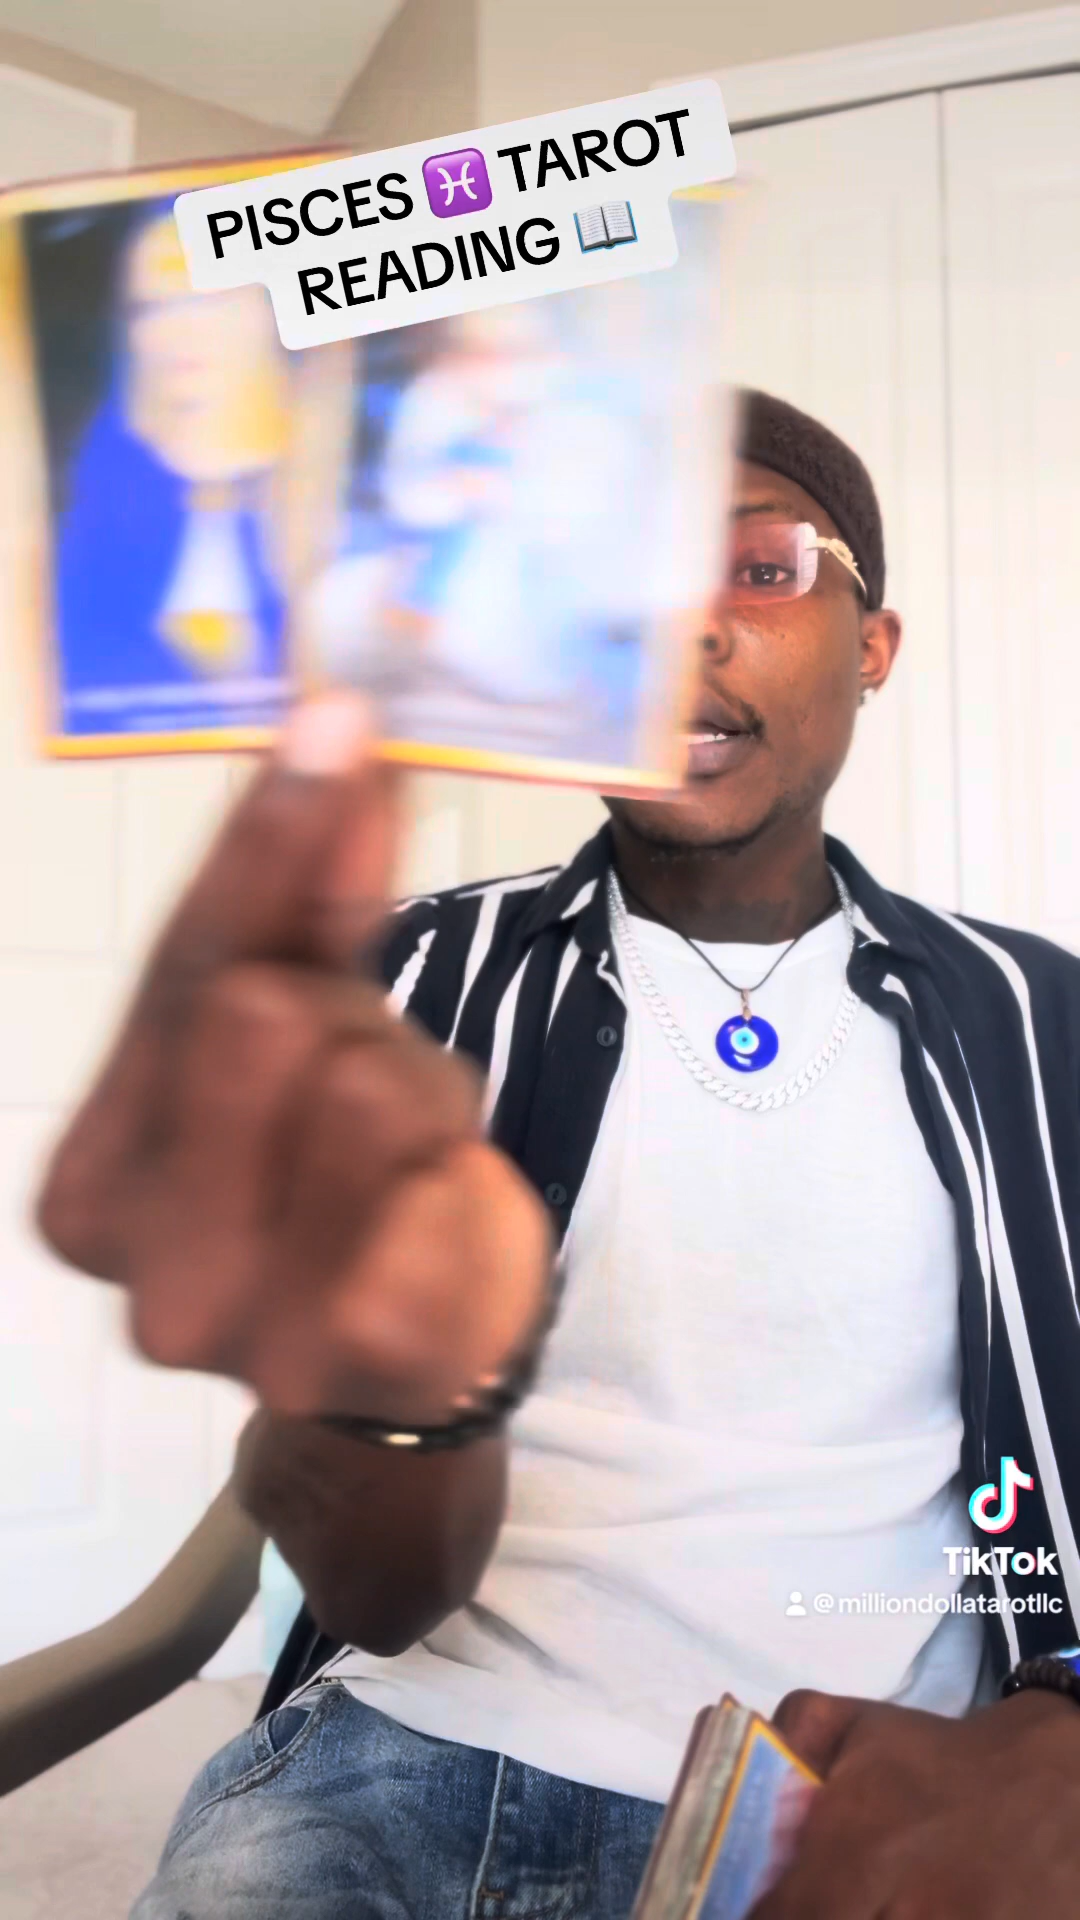 PISCES ♓ TAROT
READING 📖
TikTok
@milliondollatarotllc